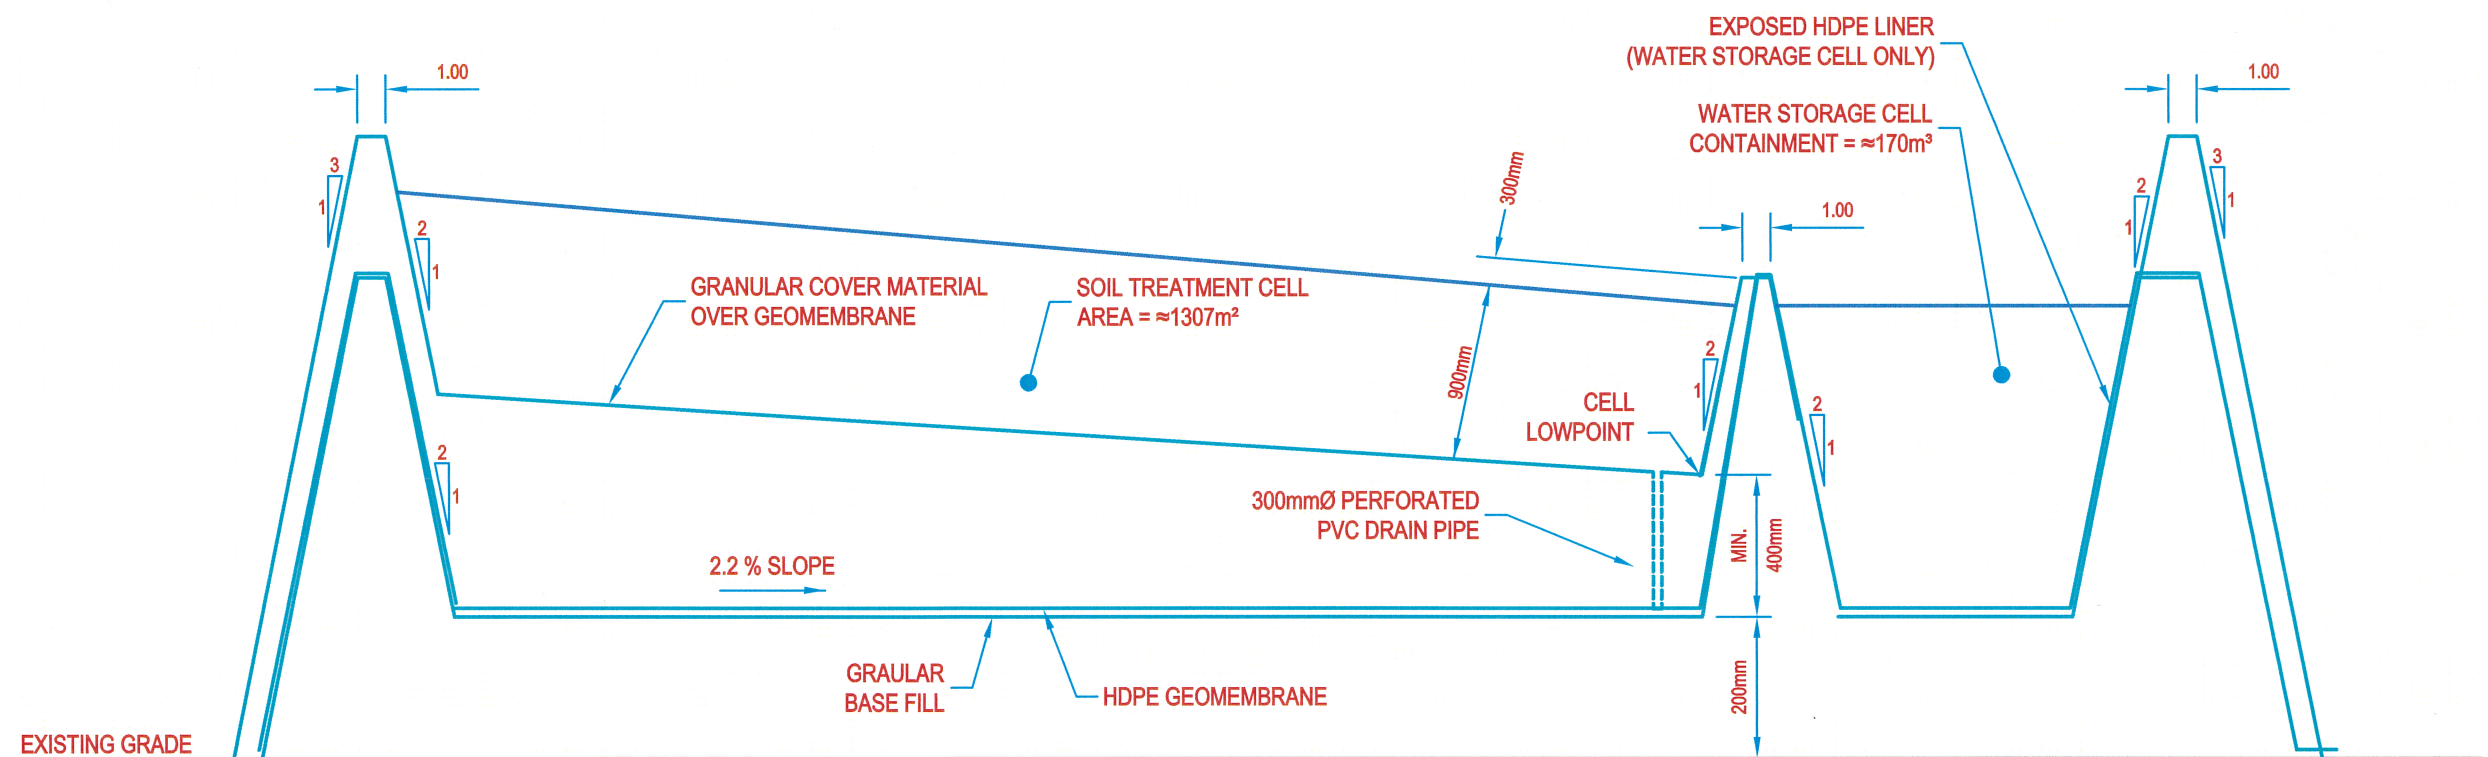 EXPOSED HDPE LINER
(WATER STORAGE CELL ONLY)
1.00
1.00
WATER STORAGE CELL
CONTAINMENT = ≈170m³
3
1
300mm
3
1
2
1
1.00
2
1
GRANULAR COVER MATERIAL
OVER GEOMEMBRANE
SOIL TREATMENT CELL
AREA = ≈1307m²
900mm
2
1
CELL
LOWPOINT
2
1
2
1
300mmØ PERFORATED
PVC DRAIN PIPE
MIN.
400mm
2.2 % SLOPE
GRAULAR
BASE FILL
HDPE GEOMEMBRANE
200mm
EXISTING GRADE